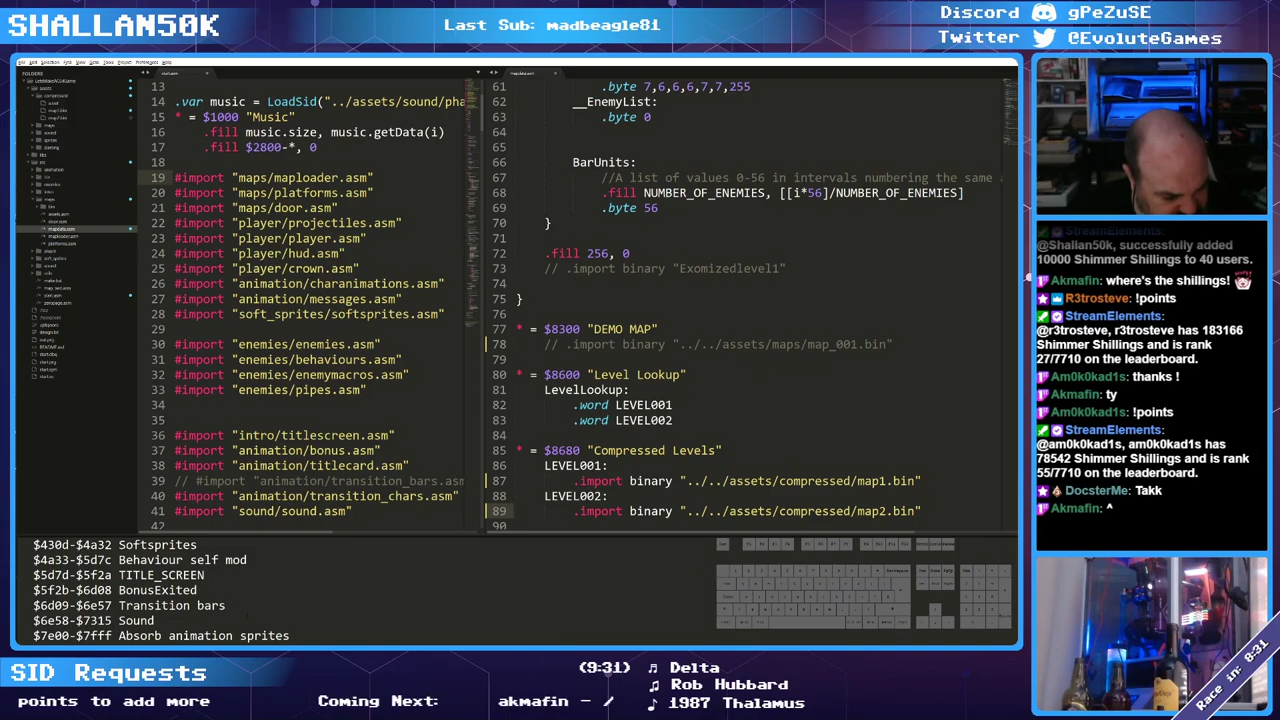 SHALLAN50K
Last Sub: madbeagle81
Discord gPeZuSE
Twitter @EvoluteGames
FOLDERS
13
14 .var music = LoadSid("../assets/sound/pha
15 * = $1000 "Music"
16 .fill music.size, music.getData(i)
17 .fill $2800-*, 0
18
19 #import "maps/maploader.asm"
20 #import "maps/platforms.asm"
21 #import "maps/door.asm"
22 #import "player/projectiles.asm"
23 #import "player/player.asm"
24 #import "player/hud.asm"
25 #import "player/crown.asm"
26 #import "animation/charanimations.asm"
27 #import "animation/messages.asm"
28 #import "soft_sprites/softsprites.asm"
29
30 #import "enemies/enemies.asm"
31 #import "enemies/behaviours.asm"
32 #import "enemies/enemymacros.asm"
33 #import "enemies/pipes.asm"
34
35
36 #import "intro/titlescreen.asm"
37 #import "animation/bonus.asm"
38 #import "animation/titlecard.asm"
39 // #import "animation/transition_bars.asm
40 #import "animation/transition_chars.asm"
41 #import "sound/sound.asm"
42
61 .byte 7,6,6,6,7,7,255
62 __EnemyList:
63 .byte 0
64
65
66 BarUnits:
67 //A list of values 0-56 in intervals numbering the same
68 .fill NUMBER_OF_ENEMIES, [[i*56]/NUMBER_OF_ENEMIES]
69 .byte 56
70 }
71
72 .fill 256, 0
73 // .import binary "Exomizedlevel1"
74
75 }
76
77 * = $8300 "DEMO MAP"
78 // .import binary "../../assets/maps/map_001.bin"
79
80 * = $8600 "Level Lookup"
81 LevelLookup:
82 .word LEVEL001
83 .word LEVEL002
84
85 * = $8680 "Compressed Levels"
86 LEVEL001:
87 .import binary "../../assets/compressed/map1.bin"
88 LEVEL002:
89 .import binary "../../assets/compressed/map2.bin"
90
$430d-$4a32 Softsprites
$4a33-$5d7c Behaviour self mod
$5d7d-$5f2a TITLE_SCREEN
$5f2b-$6d08 BonusExited
$6d09-$6e57 Transition bars
$6e58-$7315 Sound
$7e00-$7fff Absorb animation sprites
StreamElements:
@Shallan50k, successfully added
10000 Shimmer Shillings to 40 users.
Akmafin: where's the shillings!
R3trosteve: !points
StreamElements:
@r3trosteve, r3trosteve has 183166
Shimmer Shillings and is rank
27/7710 on the leaderboard.
Am0k0kad1s: thanks !
Akmafin: ty
Am0k0kad1s: !points
StreamElements:
@am0k0kad1s, am0k0kad1s has
78542 Shimmer Shillings and is rank
55/7710 on the leaderboard.
DocsterMe: Takk
Akmafin: ^
Race in: 8:31
SID Requests
points to add more
Coming Next:
akmafin - /
(9:31)
Delta
Rob Hubbard
1987 Thalamus